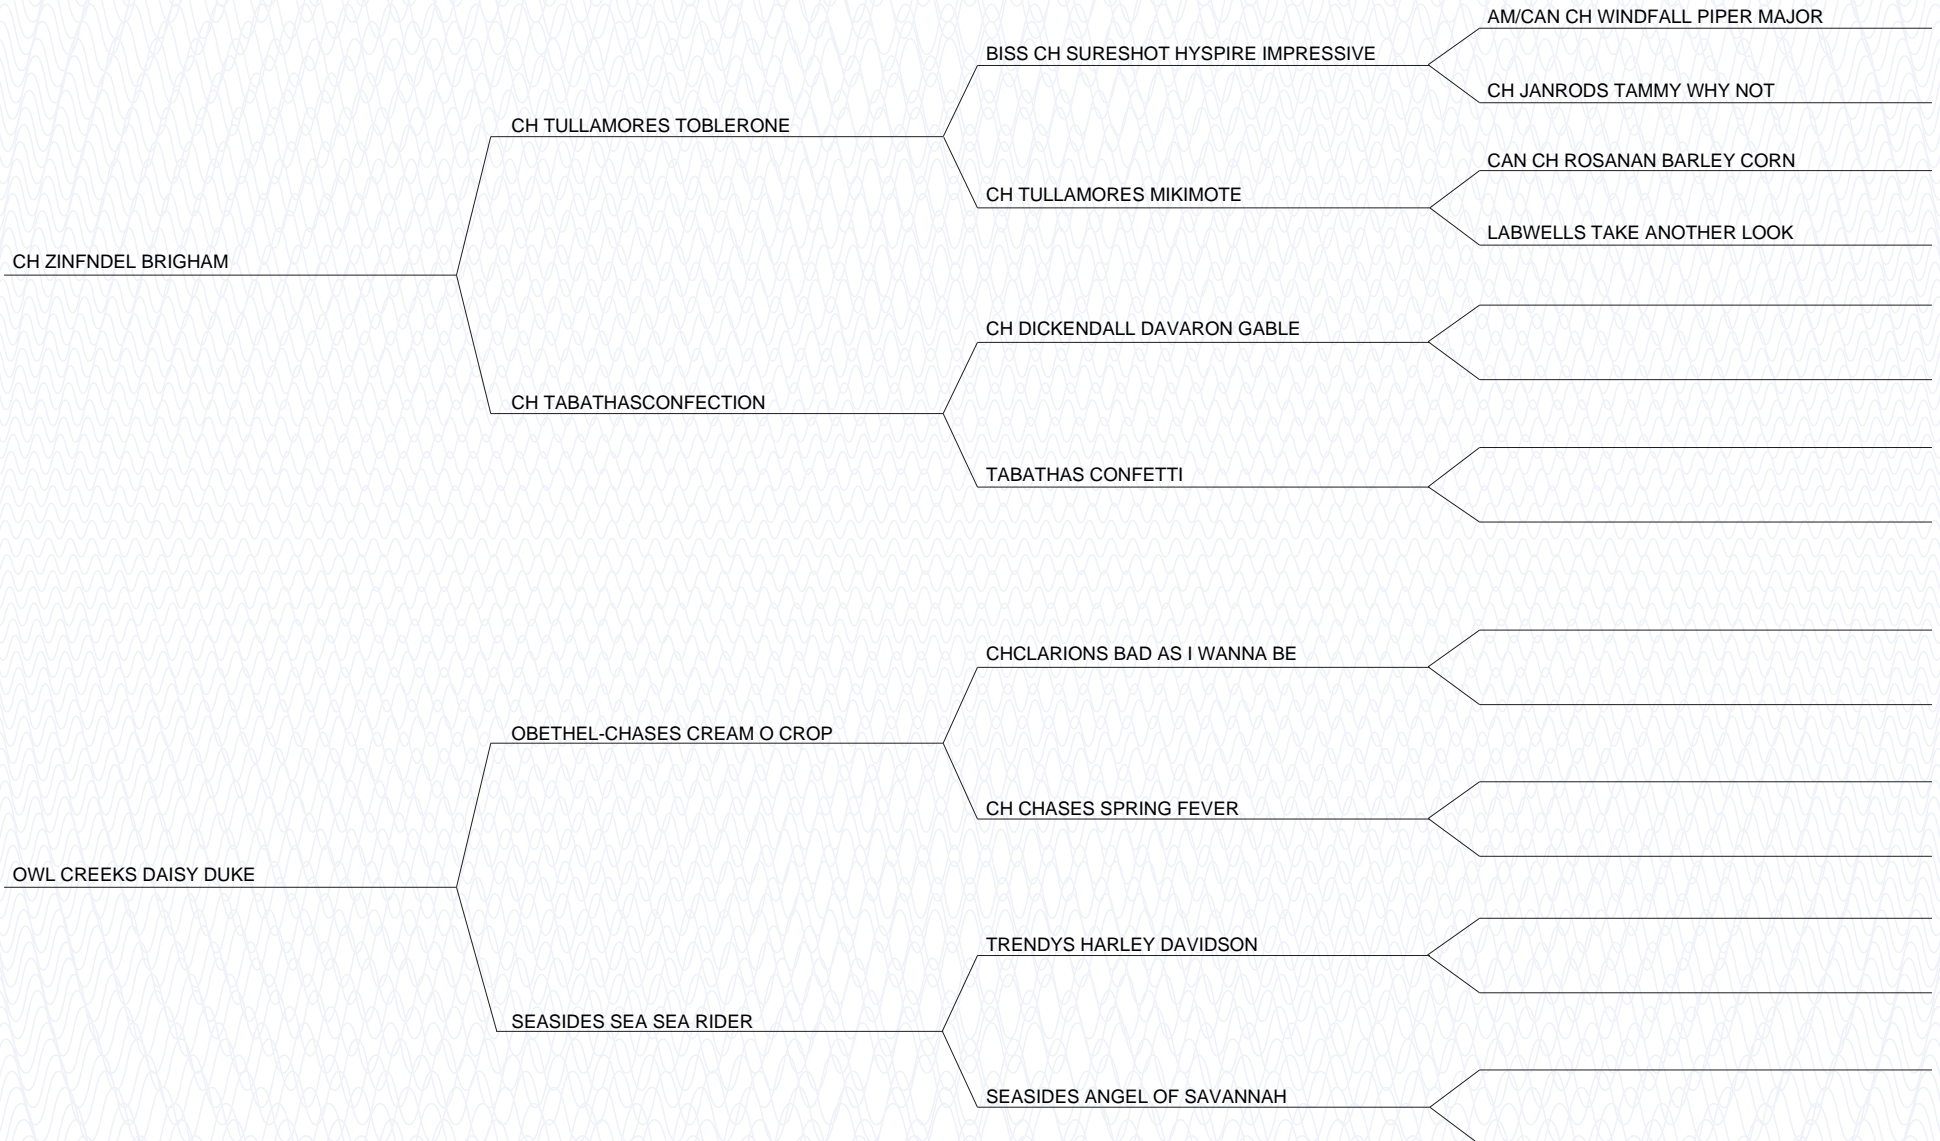 AM/CAN CH WINDFALL PIPER MAJOR
BISS CH SURESHOT HYSPIRE IMPRESSIVE
CH JANRODS TAMMY WHY NOT
CH TULLAMORES TOBLERONE
CAN CH ROSANAN BARLEY CORN
CH TULLAMORES MIKIMOTE
LABWELLS TAKE ANOTHER LOOK
CH ZINFNDEL BRIGHAM
CH DICKENDALL DAVARON GABLE
CH TABATHASCONFECTION
TABATHAS CONFETTI
CHCLARIONS BAD AS I WANNA BE
OBETHEL-CHASES CREAM O CROP
CH CHASES SPRING FEVER
OWL CREEKS DAISY DUKE
TRENDYS HARLEY DAVIDSON
SEASIDES SEA SEA RIDER
SEASIDES ANGEL OF SAVANNAH